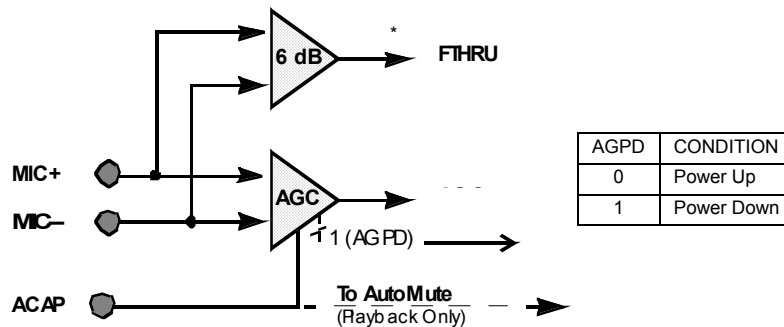 *
6 dB
FTHRU
MIC+
AGC
MIC–
1 (AGPD)
ACAP
To AutoMute
(Playback Only)
AGPD CONDITION
0 Power Up
1 Power Down